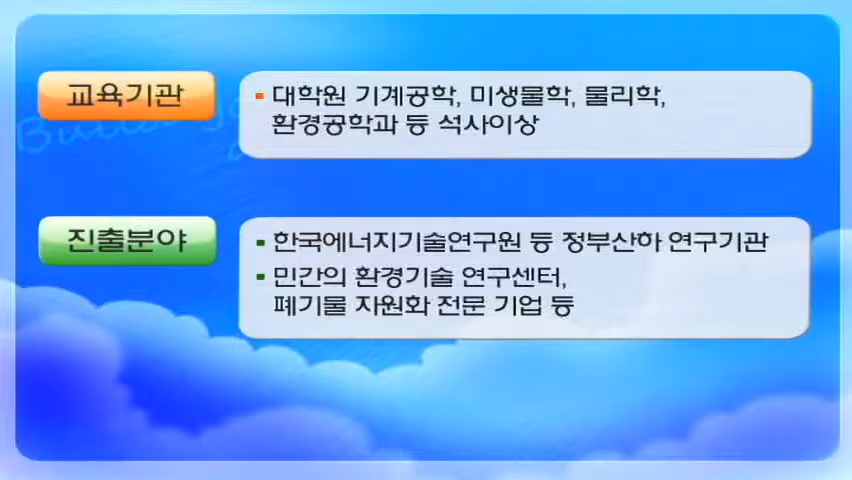 교육기관
▪ 대학원 기계공학, 미생물학, 물리학,
환경공학과 등 석사이상
진출분야
▪ 한국에너지기술연구원 등 정부산하 연구기관
▪ 민간의 환경기술 연구센터,
폐기물 자원화 전문 기업 등